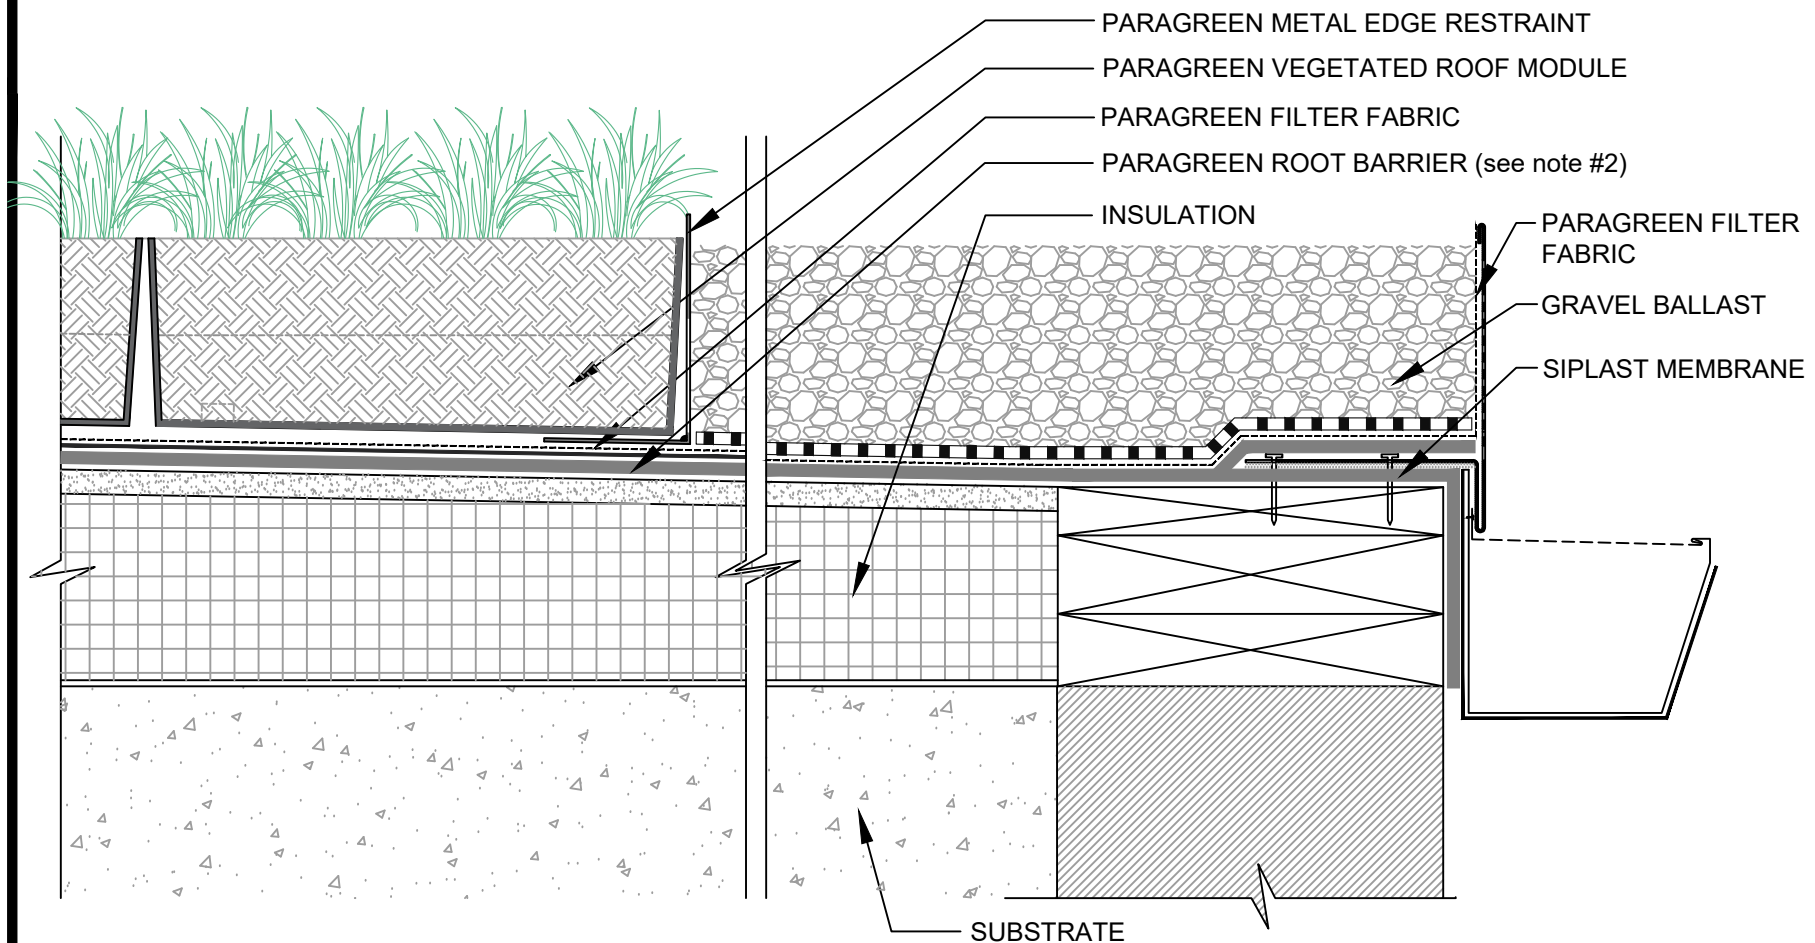 PARAGREEN METAL EDGE RESTRAINT
PARAGREEN VEGETATED ROOF MODULE
PARAGREEN FILTER FABRIC
PARAGREEN ROOT BARRIER (see note #2)
INSULATION
PARAGREEN FILTER
FABRIC
GRAVEL BALLAST
SIPLAST MEMBRANE
SUBSTRATE